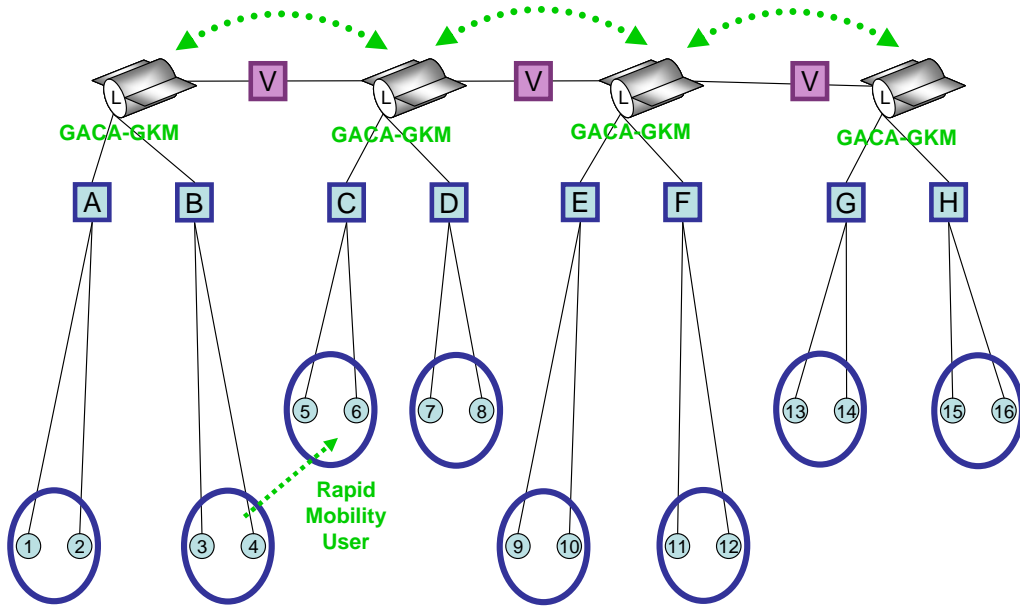 V V V
L L L L
GACA-GKM GACA-GKM GACA-GKM GACA-GKM
A B C D E F G H
5 6 7 8 13 14 15 16
Rapid
Mobility
User
1 2 3 4 9 10 11 12